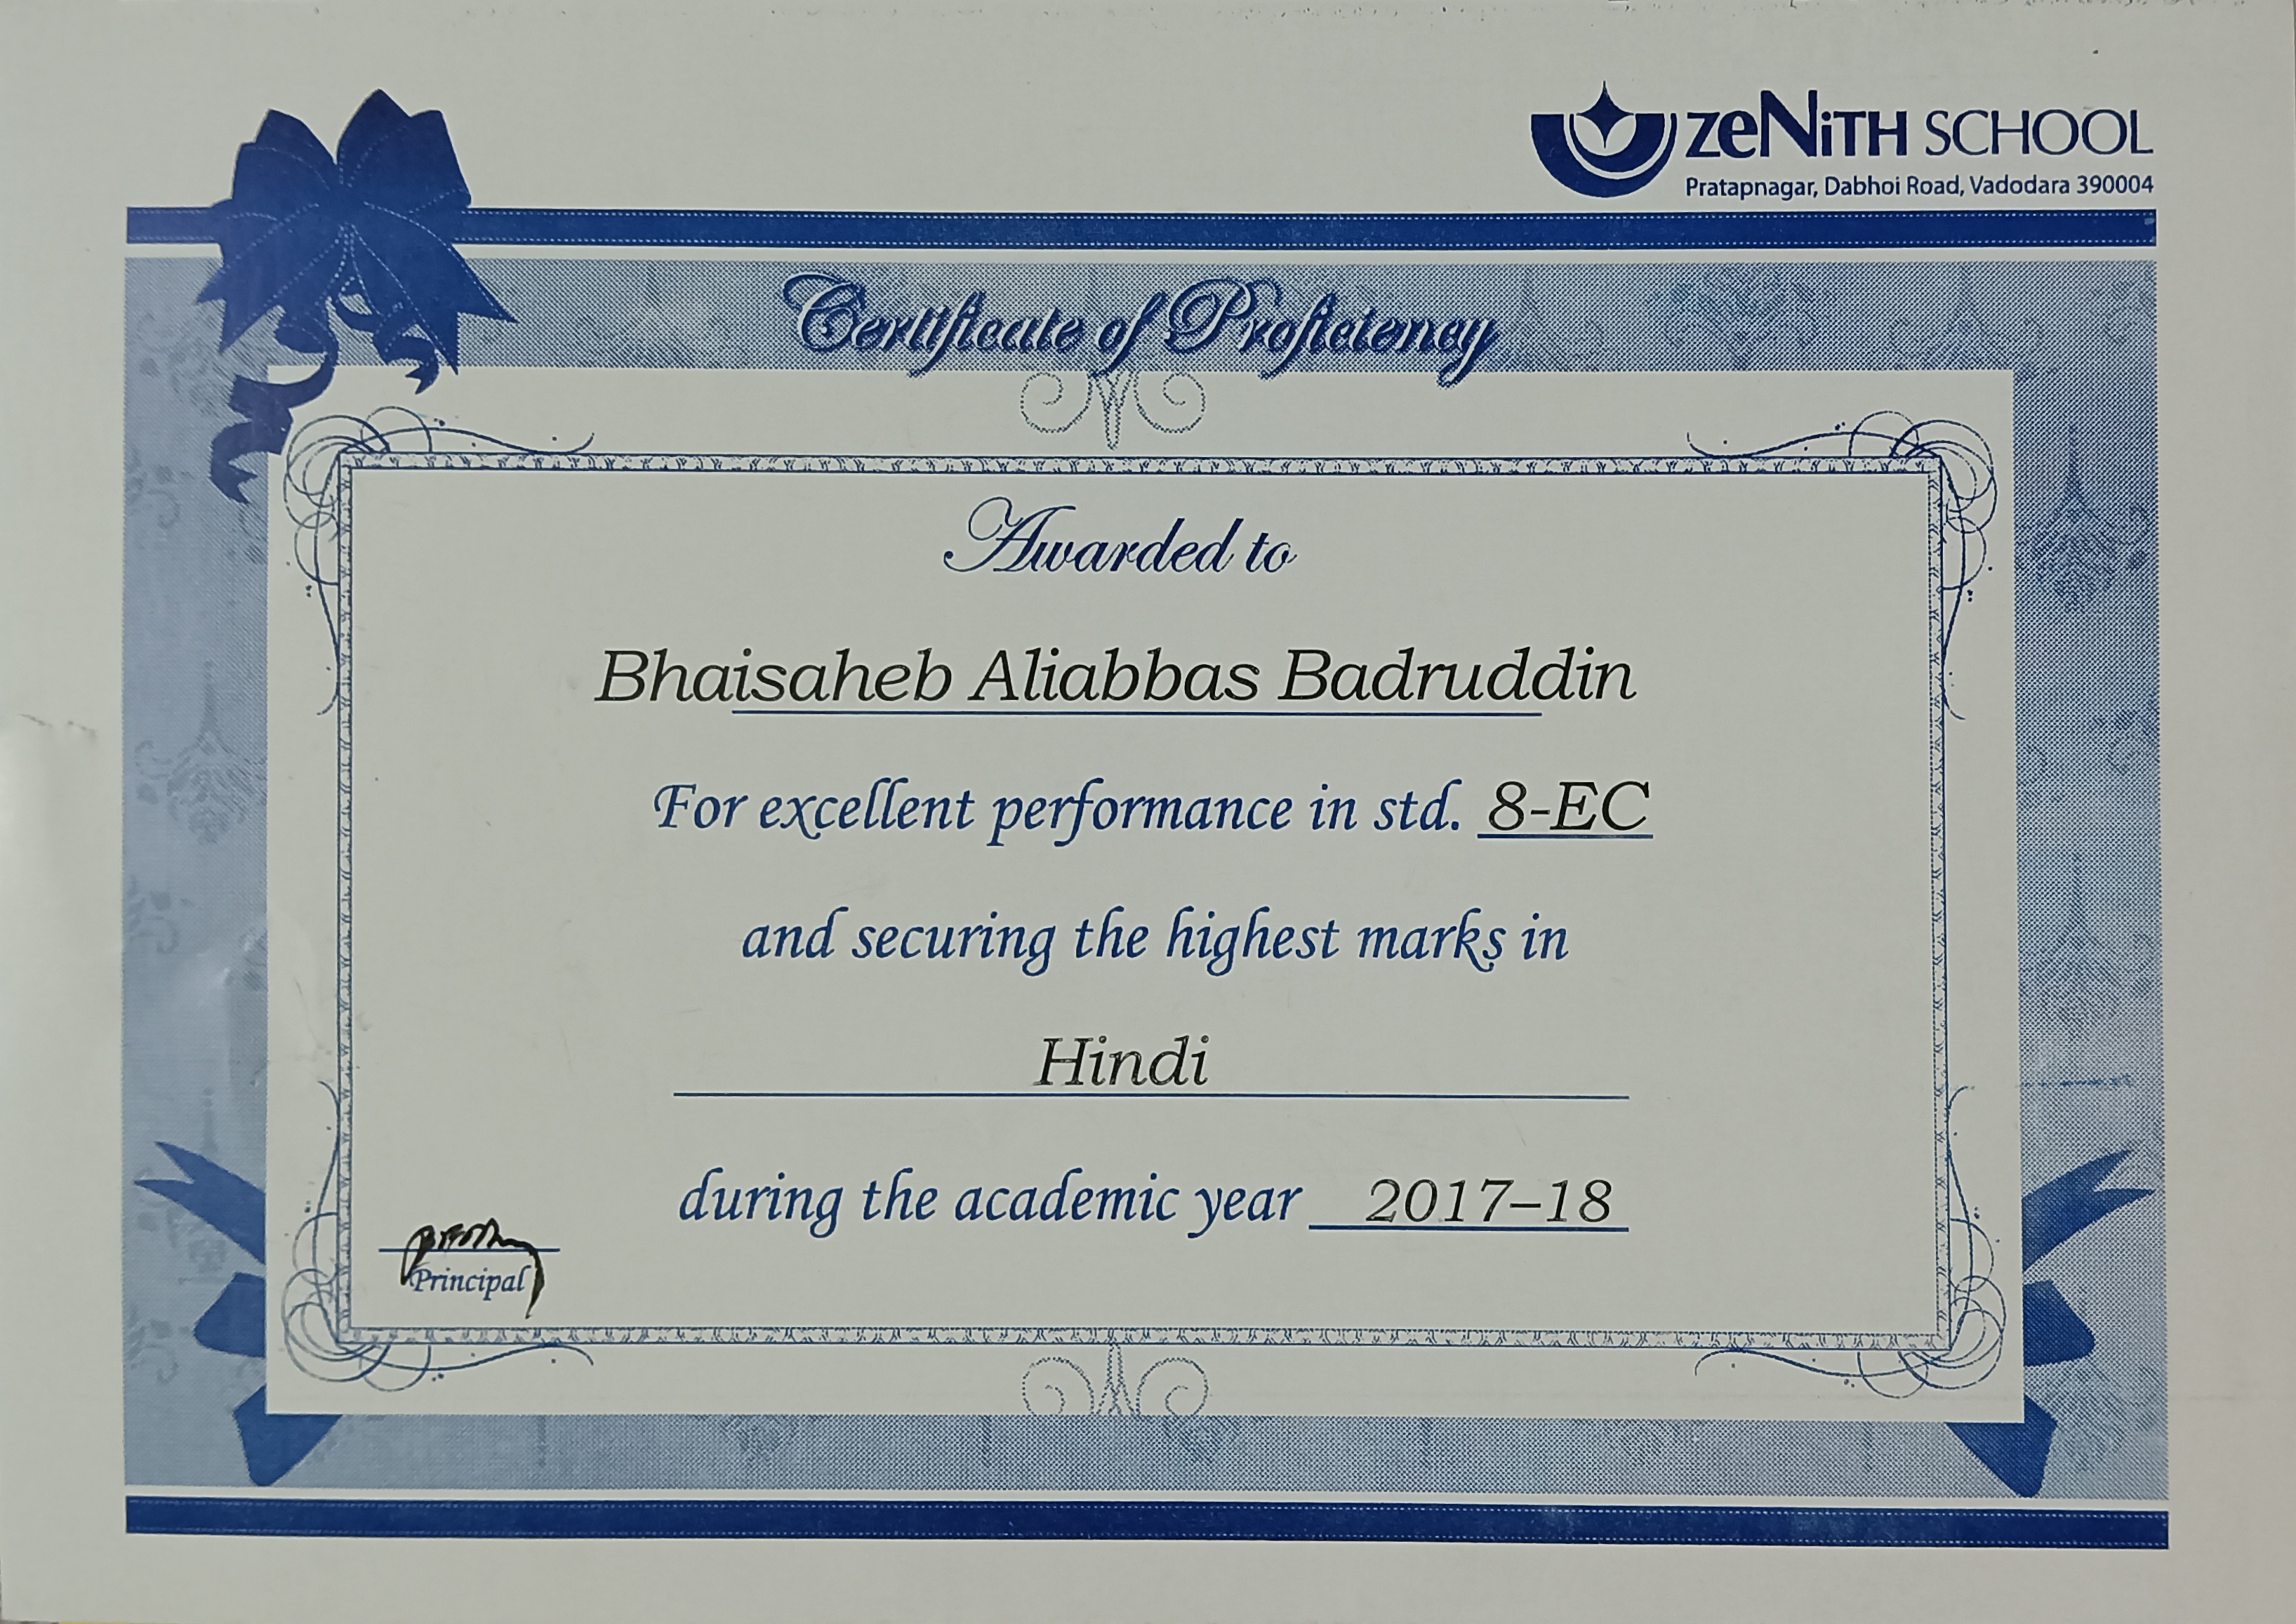 zeNiTH SCHOOL
Pratapnagar, Dabhoi Road, Vadodara 390004
Certificate of Proficiency
Awarded to
Bhaisaheb Aliabbas Badruddin
For excellent performance in std. 8-EC
and securing the highest marks in
Hindi
during the academic year 2017-18
Principal